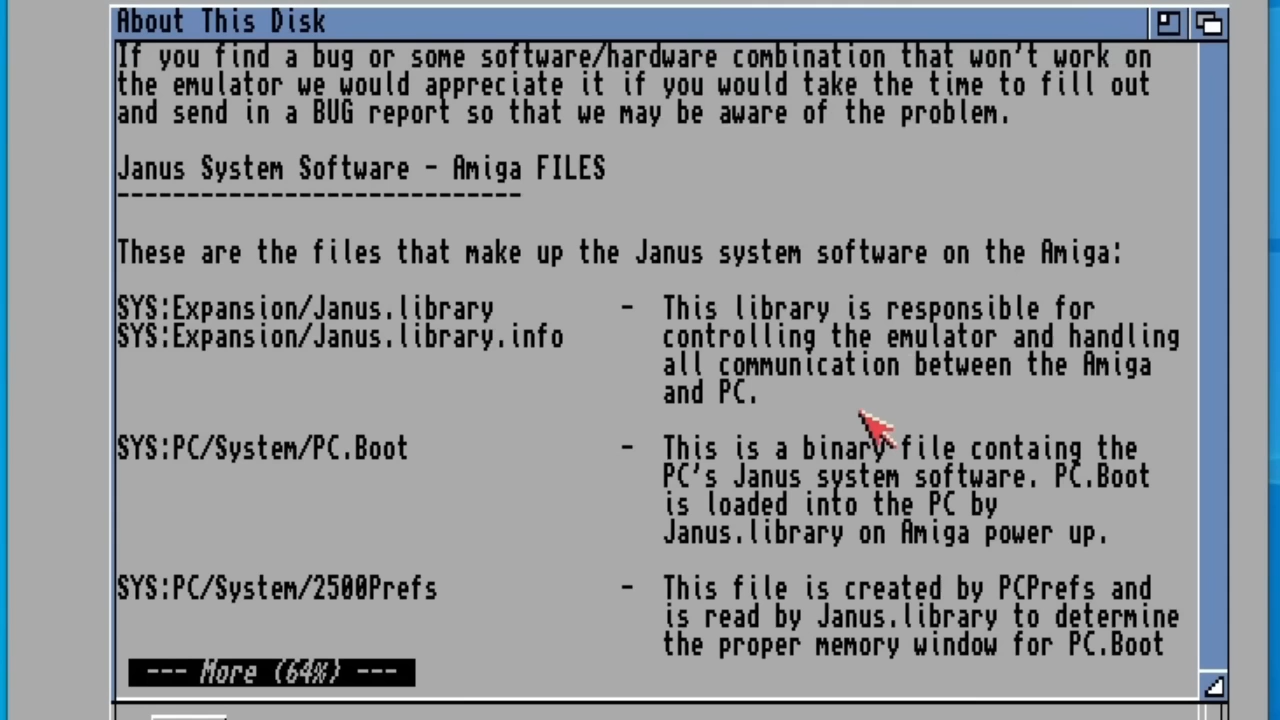 About This Disk
If you find a bug or some software/hardware combination that won't work on
the emulator we would appreciate it if you would take the time to fill out
and send in a BUG report so that we may be aware of the problem.
Janus System Software - Amiga FILES
-----------------------------
These are the files that make up the Janus system software on the Amiga:
SYS:Expansion/Janus.library - This library is responsible for
SYS:Expansion/Janus.library.info controlling the emulator and handling
all communication between the Amiga
and PC.
SYS:PC/System/PC.Boot - This is a binary file containg the
PC's Janus system software. PC.Boot
is loaded into the PC by
Janus.library on Amiga power up.
SYS:PC/System/2500Prefs - This file is created by PCPrefs and
is read by Janus.library to determine
the proper memory window for PC.Boot
--- More (64%) ---